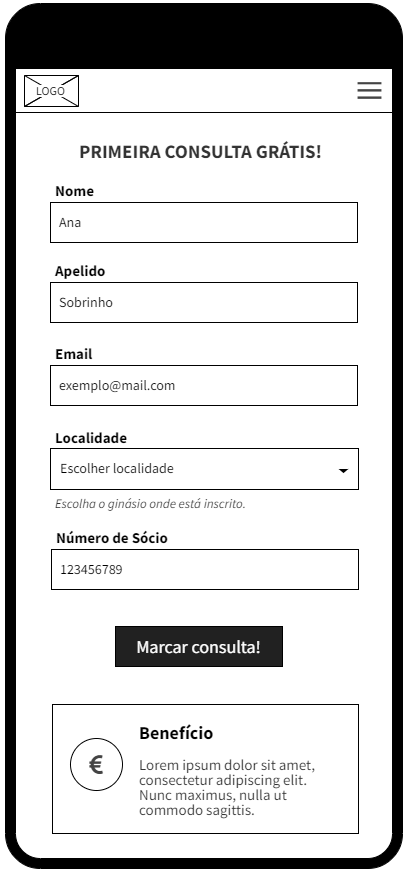 LOGO
PRIMEIRA CONSULTA GRÁTIS!
Nome
Ana
Apelido
Sobrinho
Email
exemplo@mail.com
Localidade
Escolher localidade
Escolha o ginásio onde está inscrito.
Número de Sócio
123456789
Marcar consulta!
€
Benefício
Lorem ipsum dolor sit amet,
consectetur adipiscing elit.
Nunc maximus, nulla ut
commodo sagittis.